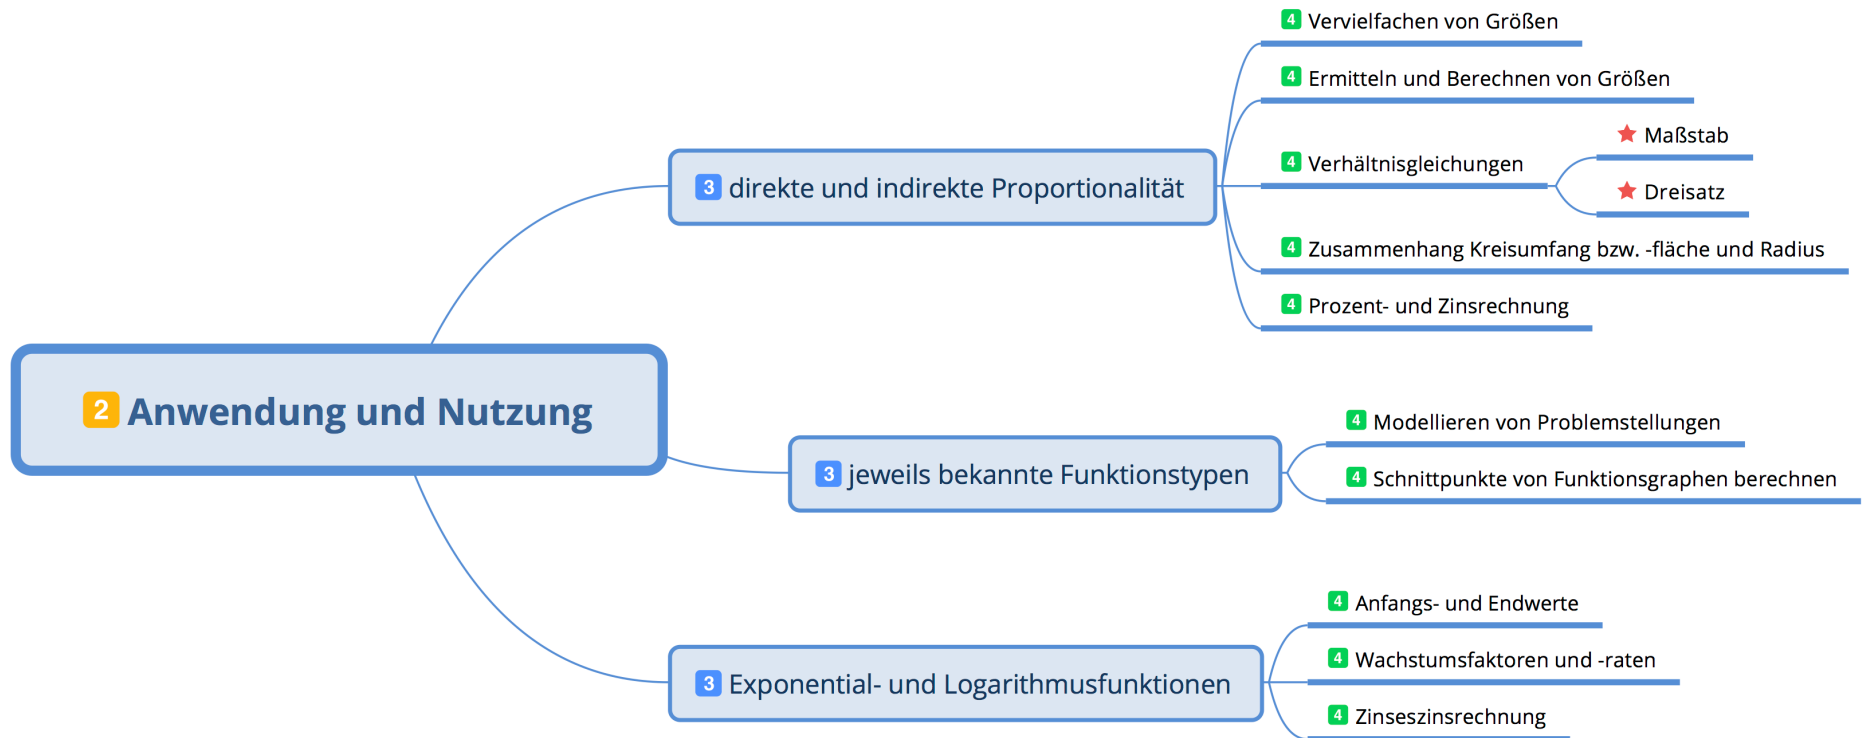 4 Vervielfachen von Größen
4 Ermitteln und Berechnen von Größen
Maßstab
3 direkte und indirekte Proportionalität
4 Verhältnisgleichungen
Dreisatz
4 Zusammenhang Kreisumfang bzw. -fläche und Radius
4 Prozent- und Zinsrechnung
2 Anwendung und Nutzung
4 Modellieren von Problemstellungen
3 jeweils bekannte Funktionstypen
4 Schnittpunkte von Funktionsgraphen berechnen
4 Anfangs- und Endwerte
3 Exponential- und Logarithmusfunktionen
4 Wachstumsfaktoren und -raten
4 Zinseszinsrechnung